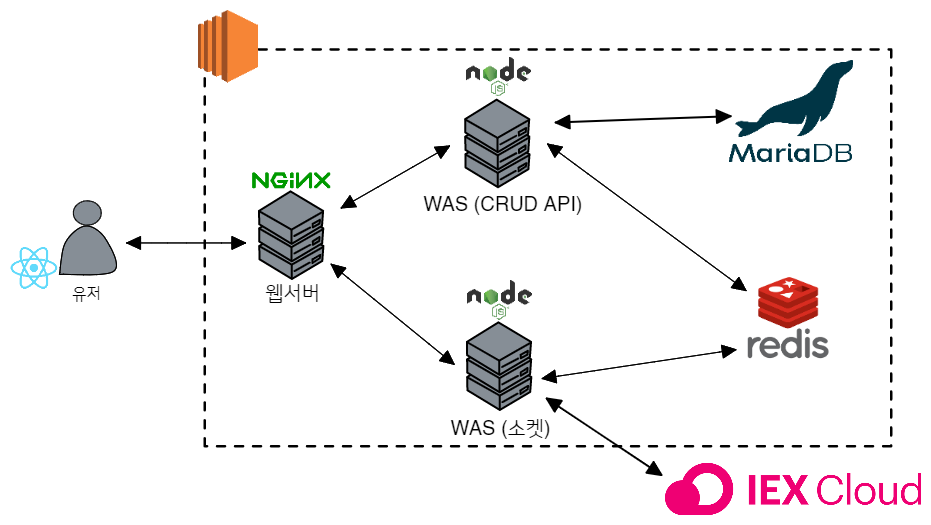 node
JS
MariaDB
NGiNX
WAS (CRUD API)
유저
웹서버
node
JS
redis
WAS (소켓)
IEX Cloud